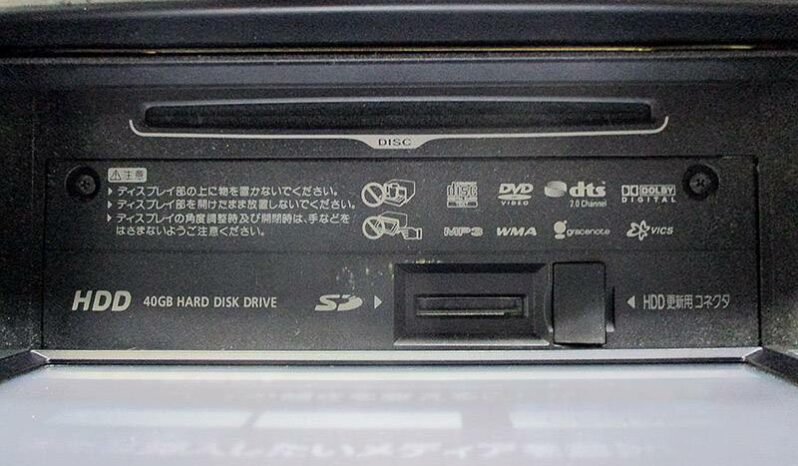 DISC
⚠注意
▶ディスプレイ部の上に物を置かないでください。
▶ディスプレイ部を開けたまま放置しないでください。
▶ディスプレイの角度調整時及び開閉時は、手などを
はさまないようご注意ください。
disc DVD VIDEO dts 2.0 Channel DOLBY DIGITAL
MP3 WMA gracenote VICS
HDD 40GB HARD DISK DRIVE SD ▶ ◀ HDD更新用コネクタ